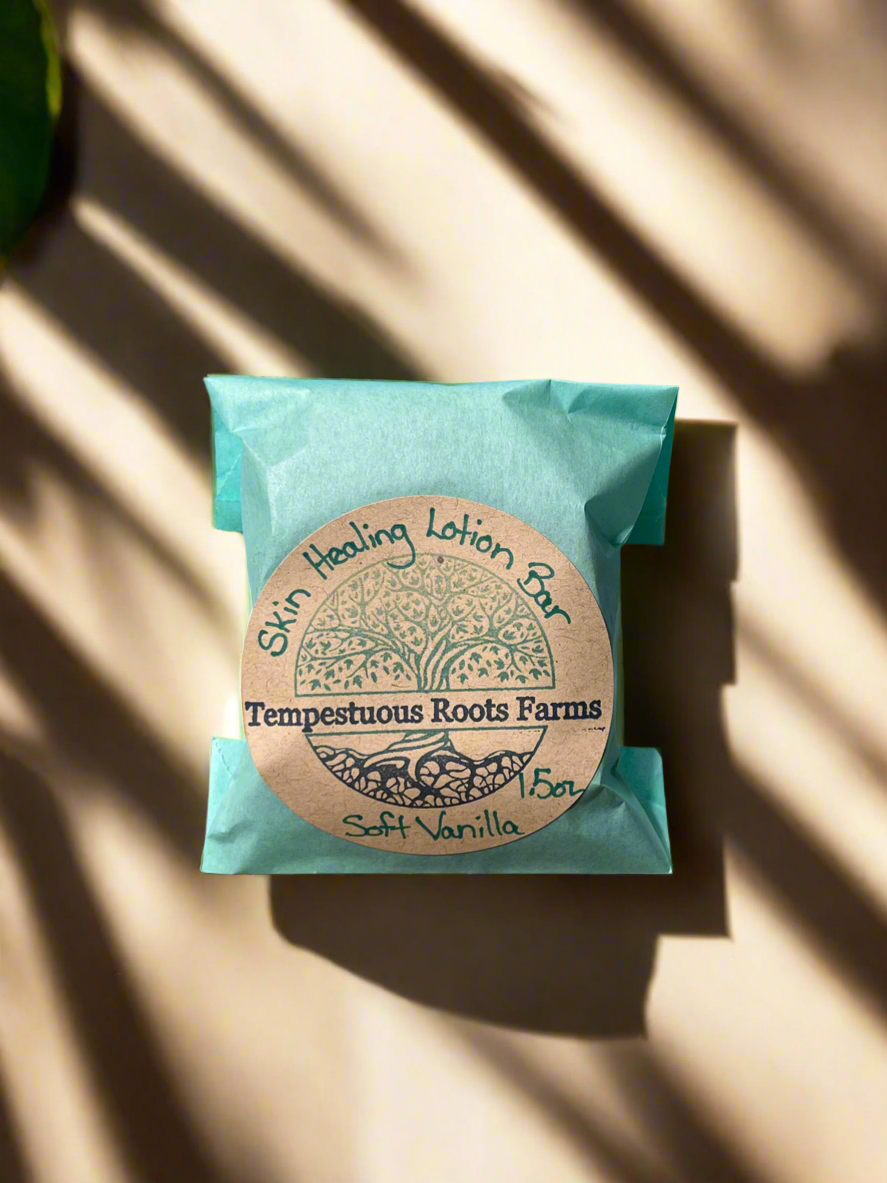 Skin Healing Lotion Bar
Tempestuous Roots Farms
1.5oz
Soft Vanilla